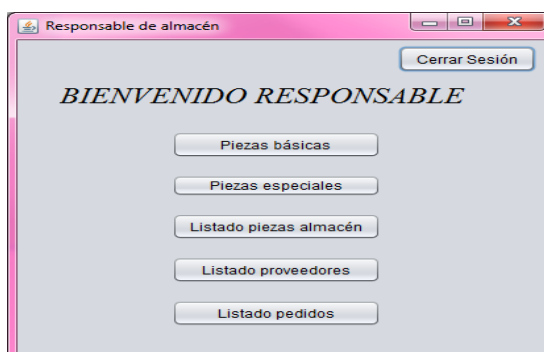 Responsable de almacén
Cerrar Sesión
BIENVENIDO RESPONSABLE
Piezas básicas
Piezas especiales
Listado piezas almacén
Listado proveedores
Listado pedidos